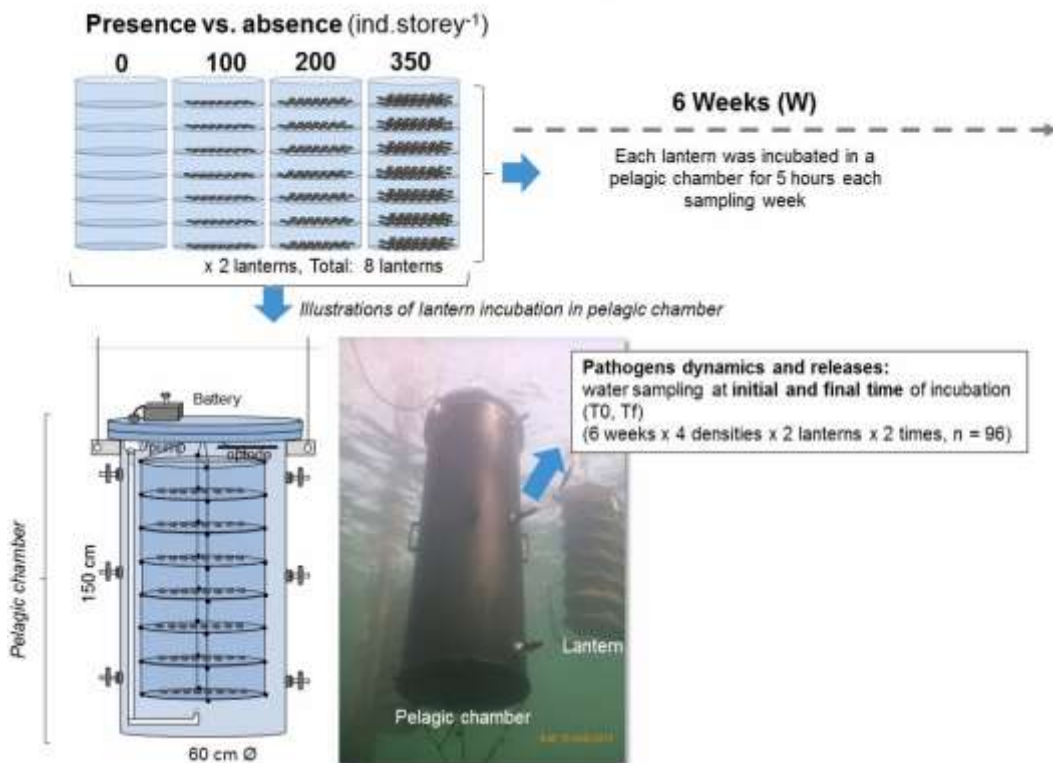 Presence vs. absence (ind.storey-1)
0 100 200 350
6 Weeks (W)
Each lantern was incubated in a
pelagic chamber for 5 hours each
sampling week
x 2 lanterns, Total: 8 lanterns
Illustrations of lantern incubation in pelagic chamber
Pathogens dynamics and releases:
water sampling at initial and final time of incubation
(T0, Tf)
(6 weeks x 4 densities x 2 lanterns x 2 times, n = 96)
Battery
pump
optode
Pelagic chamber
150 cm
60 cm Ø
Lantern
Pelagic chamber